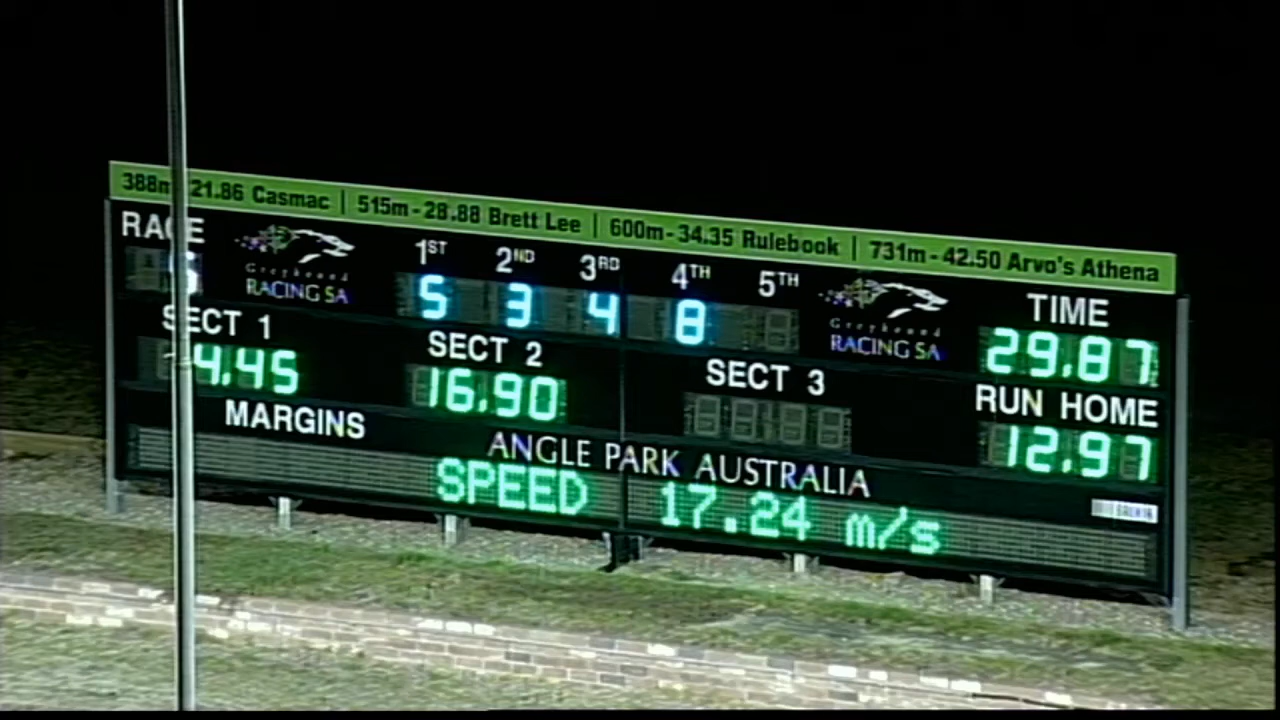 388m 21.86 Casmac | 515m - 28.88 Brett Lee | 600m - 34.35 Rulebook | 731m - 42.50 Arvo's Athena
RACE Greyhound RACING SA 1ST 2ND 3RD 4TH 5TH Greyhound RACING SA TIME
5 3 4 8 29.87
SECT 1 SECT 2 SECT 3 RUN HOME
4.45 16.90 12.97
MARGINS ANGLE PARK AUSTRALIA
SPEED 17.24 m/s